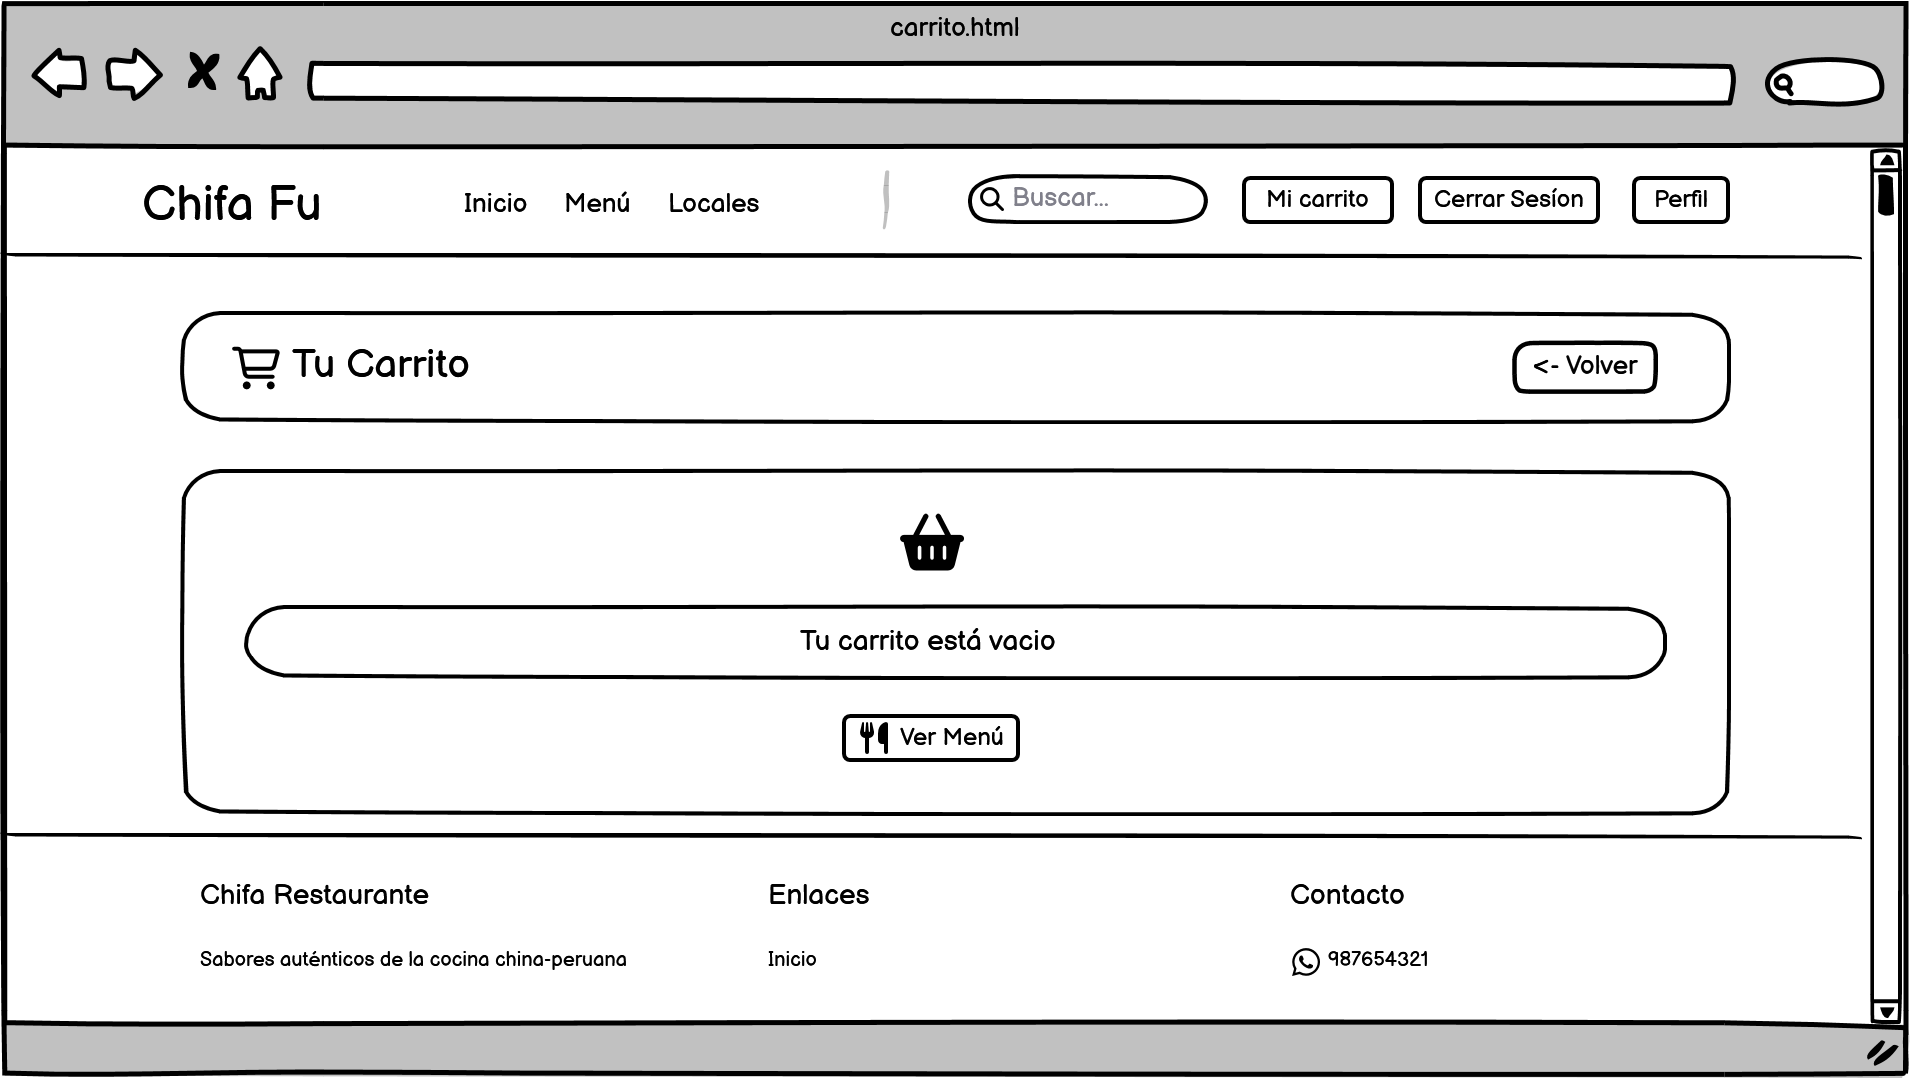 carrito.html
Chifa Fu
Inicio Menú Locales
Buscar...
Mi carrito
Cerrar Sesíon
Perfil
Tu Carrito
<- Volver
Tu carrito está vacio
Ver Menú
Chifa Restaurante
Sabores auténticos de la cocina china-peruana
Enlaces
Inicio
Contacto
987654321